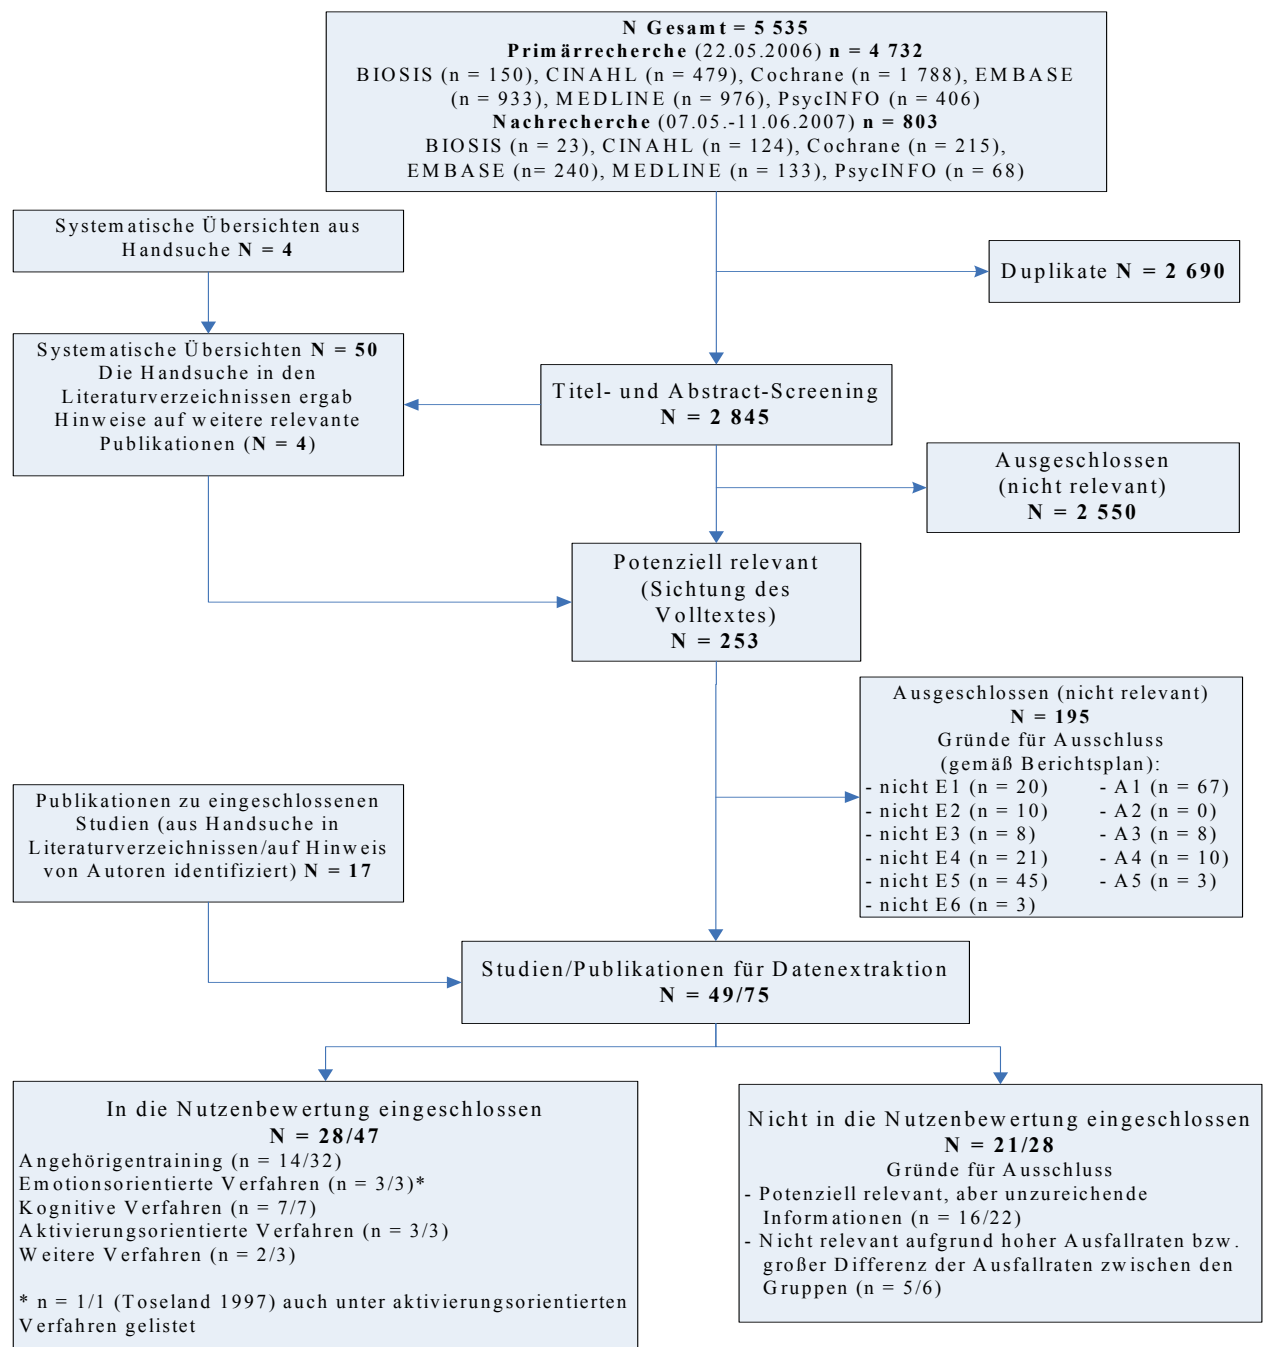 N Gesamt = 5 535
Primärrecherche (22.05.2006) n = 4 732
BIOSIS (n = 150), CINAHL (n = 479), Cochrane (n = 1 788), EMBASE
(n = 933), MEDLINE (n = 976), PsycINFO (n = 406)
Nachrecherche (07.05.-11.06.2007) n = 803
BIOSIS (n = 23), CINAHL (n = 124), Cochrane (n = 215),
EMBASE (n= 240), MEDLINE (n = 133), PsycINFO (n = 68)
Systematische Übersichten aus
Handsuche N = 4
Duplikate N = 2 690
Systematische Übersichten N = 50
Die Handsuche in den
Literaturverzeichnissen ergab
Hinweise auf weitere relevante
Publikationen (N = 4)
Titel- und Abstract-Screening
N = 2 845
Ausgeschlossen
(nicht relevant)
N = 2 550
Potenziell relevant
(Sichtung des
Volltextes)
N = 253
Ausgeschlossen (nicht relevant)
N = 195
Gründe für Ausschluss
(gemäß Berichtsplan):
- nicht E1 (n = 20) - A1 (n = 67)
- nicht E2 (n = 10) - A2 (n = 0)
- nicht E3 (n = 8) - A3 (n = 8)
- nicht E4 (n = 21) - A4 (n = 10)
- nicht E5 (n = 45) - A5 (n = 3)
- nicht E6 (n = 3)
Publikationen zu eingeschlossenen
Studien (aus Handsuche in
Literaturverzeichnissen/auf Hinweis
von Autoren identifiziert) N = 17
Studien/Publikationen für Datenextraktion
N = 49/75
In die Nutzenbewertung eingeschlossen
N = 28/47
Angehörigentraining (n = 14/32)
Emotionsorientierte Verfahren (n = 3/3)*
Kognitive Verfahren (n = 7/7)
Aktivierungsorientierte Verfahren (n = 3/3)
Weitere Verfahren (n = 2/3)
* n = 1/1 (Toseland 1997) auch unter aktivierungsorientierten
Verfahren gelistet
Nicht in die Nutzenbewertung eingeschlossen
N = 21/28
Gründe für Ausschluss
- Potenziell relevant, aber unzureichende
Informationen (n = 16/22)
- Nicht relevant aufgrund hoher Ausfallraten bzw.
großer Differenz der Ausfallraten zwischen den
Gruppen (n = 5/6)